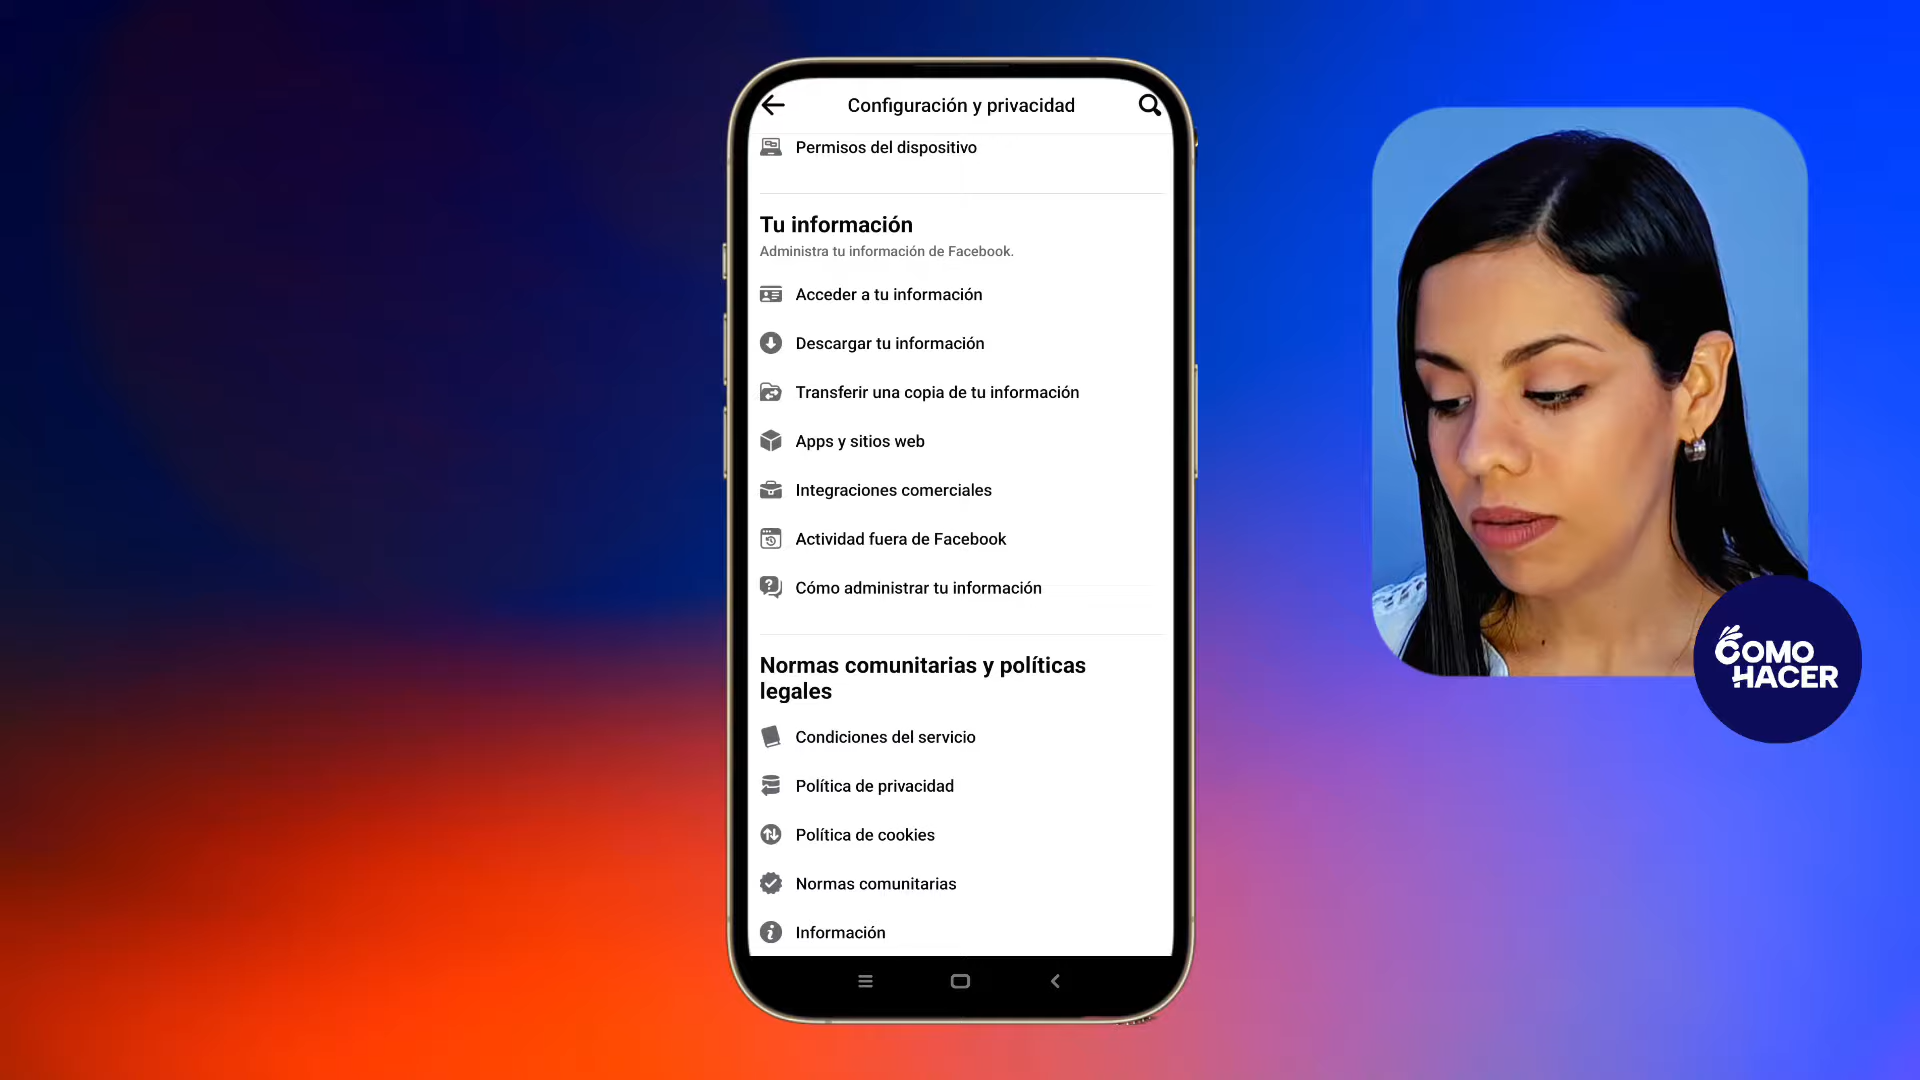 Configuración y privacidad
Permisos del dispositivo
Tu información
Administra tu información de Facebook.
Acceder a tu información
Descargar tu información
Transferir una copia de tu información
Apps y sitios web
Integraciones comerciales
Actividad fuera de Facebook
Cómo administrar tu información
Normas comunitarias y políticas
legales
Condiciones del servicio
Política de privacidad
Política de cookies
Normas comunitarias
Información
COMO
HACER